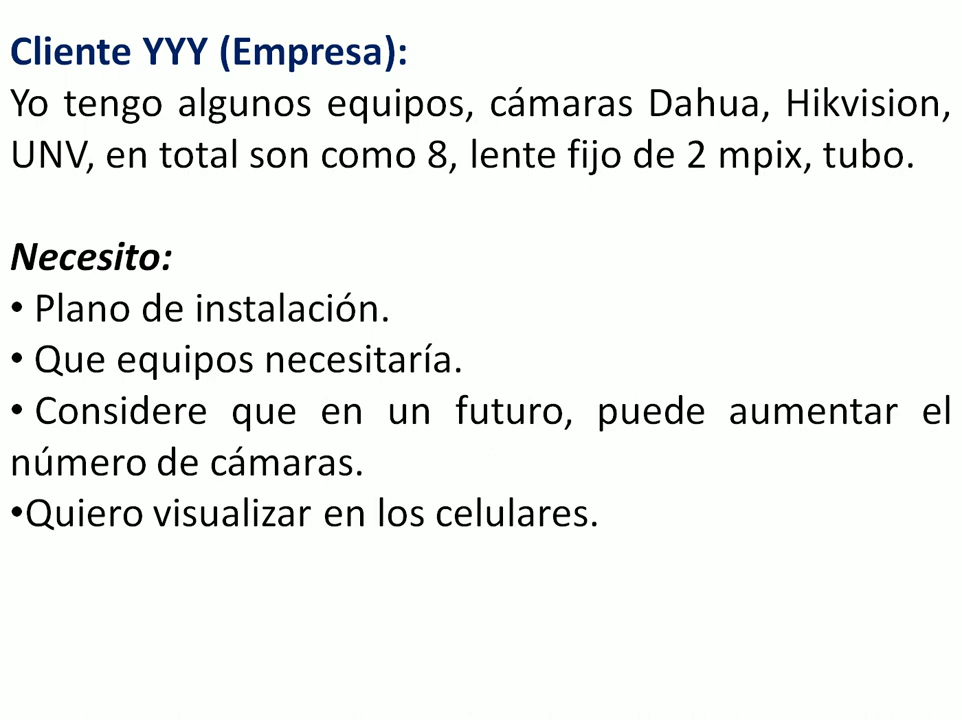 Cliente YYY (Empresa):
Yo tengo algunos equipos, cámaras Dahua, Hikvision,
UNV, en total son como 8, lente fijo de 2 mpix, tubo.
Necesito:
• Plano de instalación.
• Que equipos necesitaría.
• Considere que en un futuro, puede aumentar el
número de cámaras.
•Quiero visualizar en los celulares.